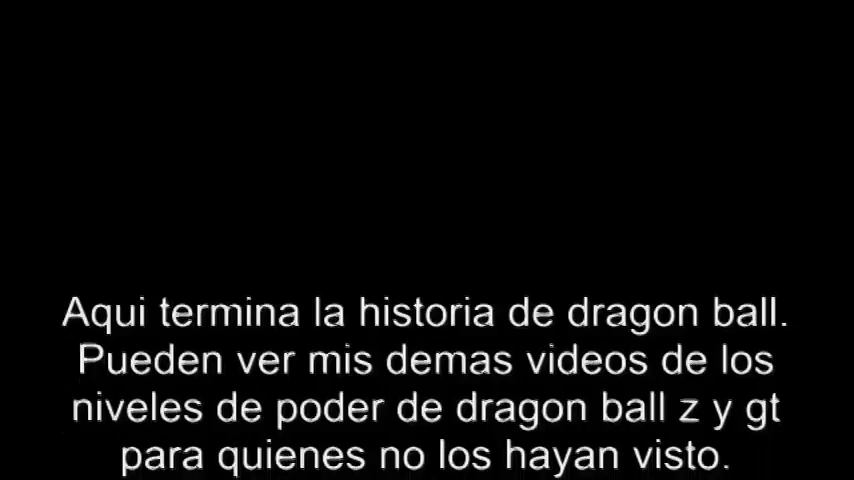 Aqui termina la historia de dragon ball.
Pueden ver mis demas videos de los
niveles de poder de dragon ball z y gt
para quienes no los hayan visto.